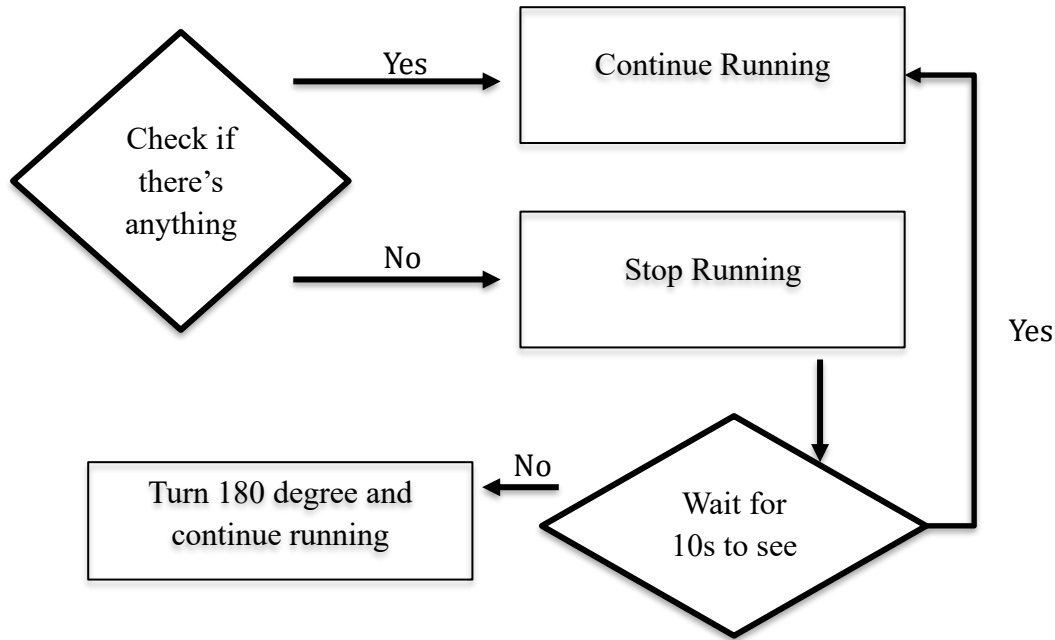 Yes
Continue Running
Check if
there’s
anything
No
Stop Running
Yes
No
Turn 180 degree and
continue running
Wait for
10s to see